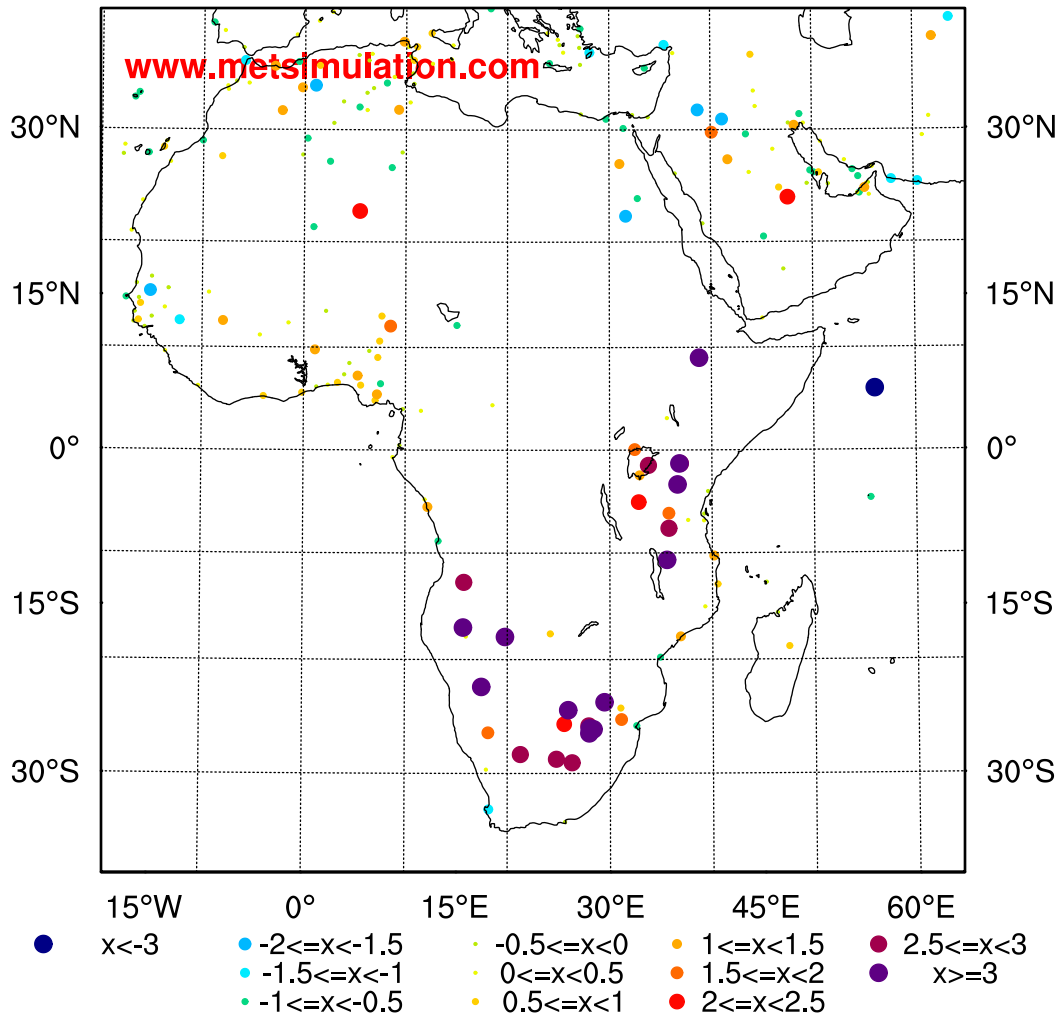 www.metsimulation.com
30°N 30°N
15°N 15°N
0° 0°
15°S 15°S
30°S 30°S
15°W 0° 15°E 30°E 45°E 60°E
x<-3 -2<=x<-1.5 -0.5<=x<0 1<=x<1.5 2.5<=x<3
-1.5<=x<-1 0<=x<0.5 1.5<=x<2 x>=3
-1<=x<-0.5 0.5<=x<1 2<=x<2.5